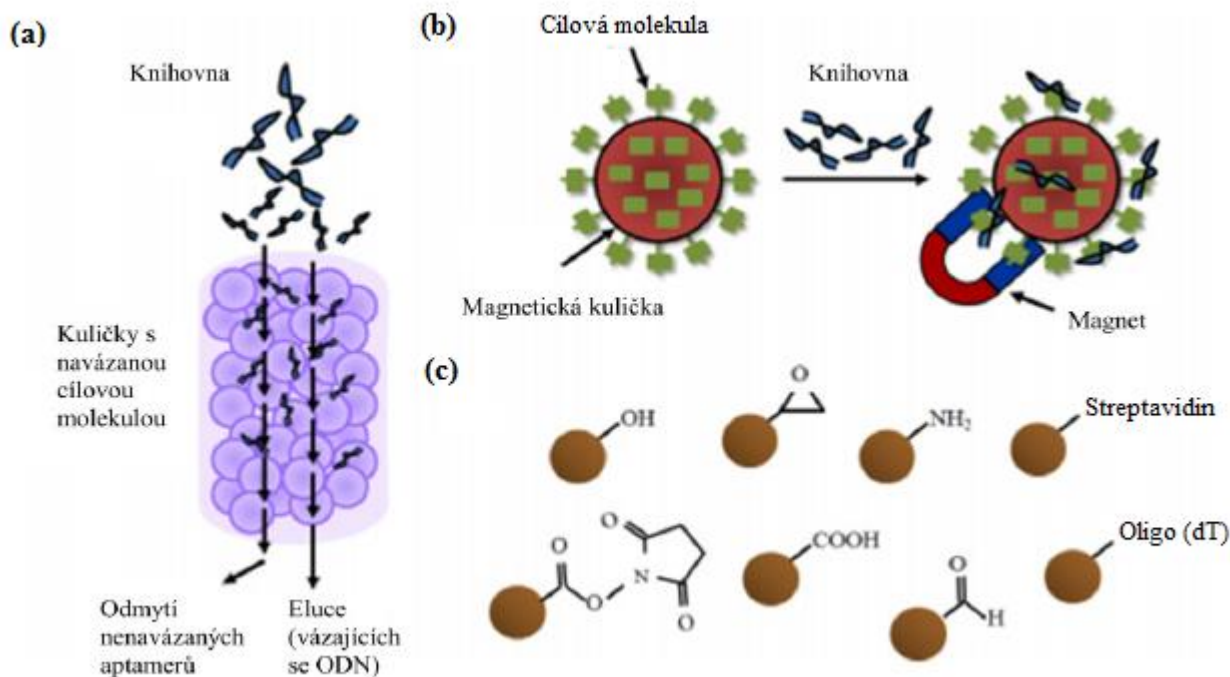 (a)
Knihovna
Kuličky s
navázanou
cílovou
molekulou
Odmytí
nenavázaných
aptamerů
Eluce
(vázajících
se ODN)
(b)
Cílová molekula
Knihovna
Magnetická kulička
Magnet
(c)
OH
O
NH₂
Streptavidin
O
O
O
N
O
COOH
O
H
Oligo (dT)